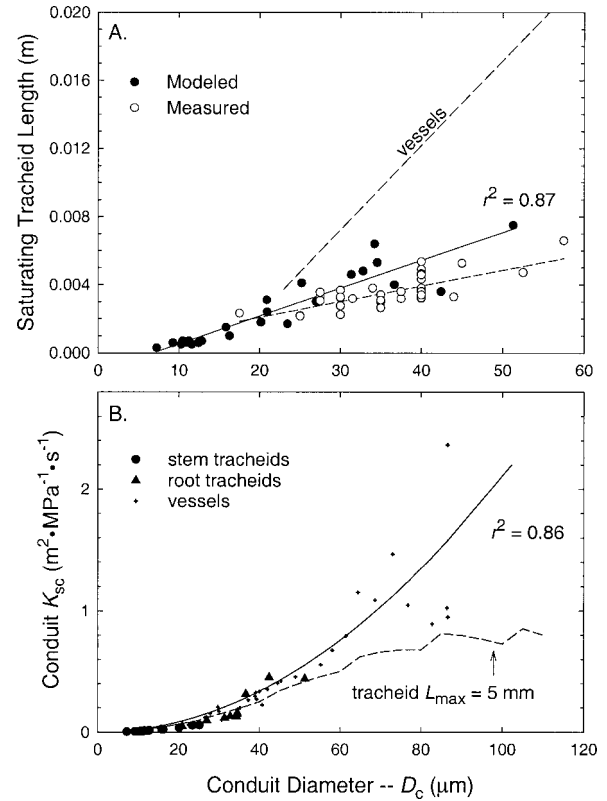 A.
Modeled
Measured
vessels
r² = 0.87
Saturating Tracheid Length (m)
0.020
0.016
0.012
0.008
0.004
0.000
0 10 20 30 40 50 60
B.
stem tracheids
root tracheids
vessels
r² = 0.86
tracheid Lmax = 5 mm
Conduit Ksc (m²•MPa⁻¹•s⁻¹)
2
1
0
0 20 40 60 80 100 120
Conduit Diameter -- Dc (μm)